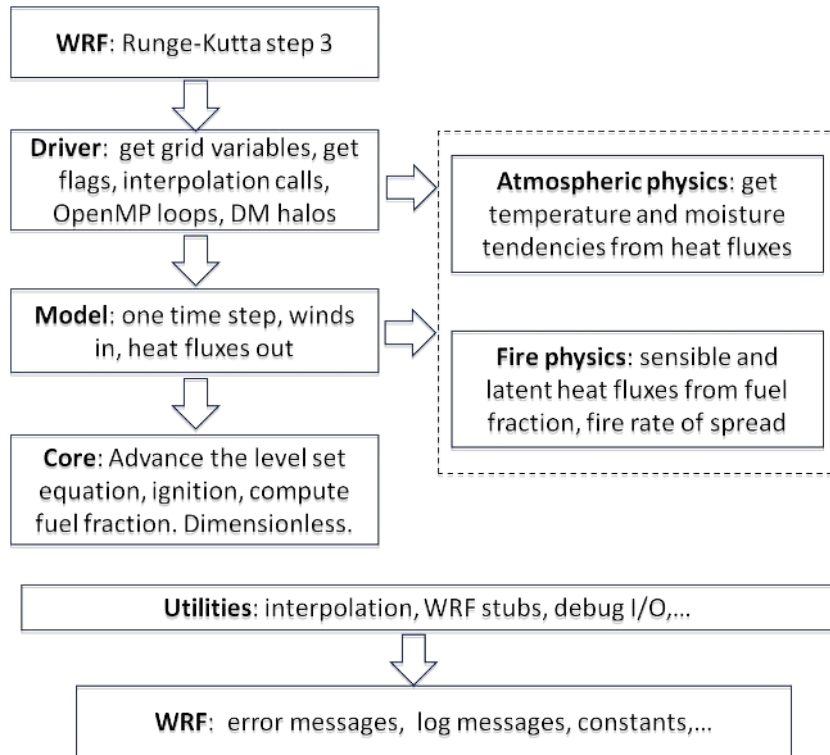 WRF: Runge-Kutta step 3
Driver: get grid variables, get
flags, interpolation calls,
OpenMP loops, DM halos
Atmospheric physics: get
temperature and moisture
tendencies from heat fluxes
Model: one time step, winds
in, heat fluxes out
Fire physics: sensible and
latent heat fluxes from fuel
fraction, fire rate of spread
Core: Advance the level set
equation, ignition, compute
fuel fraction. Dimensionless.
Utilities: interpolation, WRF stubs, debug I/O,...
WRF: error messages, log messages, constants,...